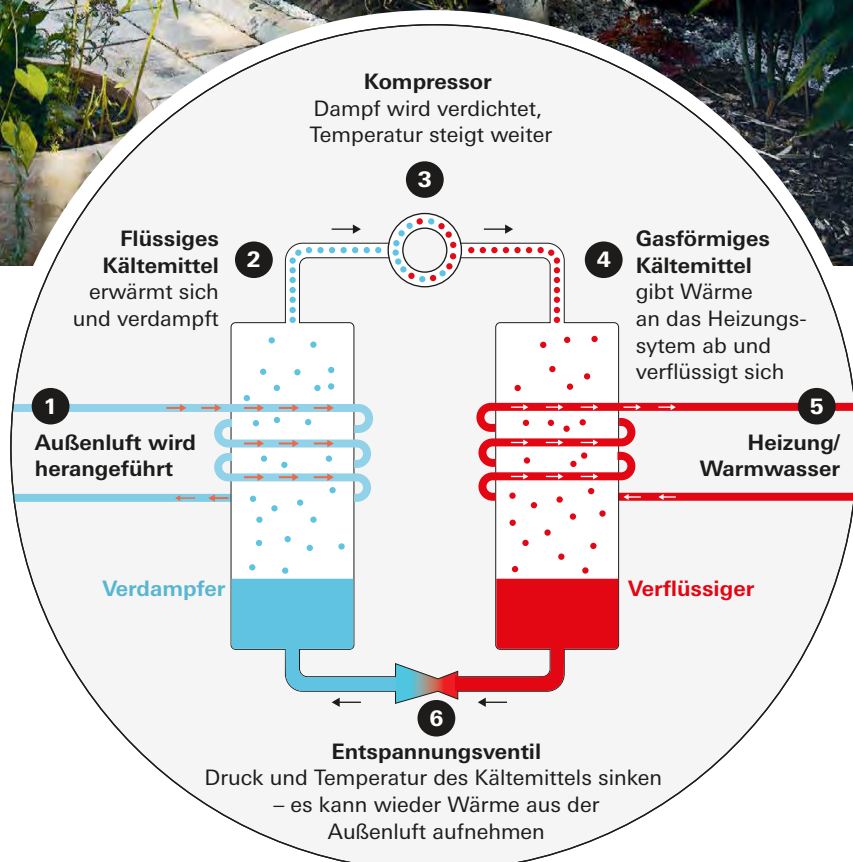 Kompressor
Dampf wird verdichtet,
Temperatur steigt weiter
3
Flüssiges
Kältemittel
erwärmt sich
und verdampft
2
4
Gasförmiges
Kältemittel
gibt Wärme
an das Heizungs-
sytem ab und
verflüssigt sich
1
Außenluft wird
herangeführt
5
Heizung/
Warmwasser
Verdampfer
Verflüssiger
6
Entspannungsventil
Druck und Temperatur des Kältemittels sinken
– es kann wieder Wärme aus der
Außenluft aufnehmen